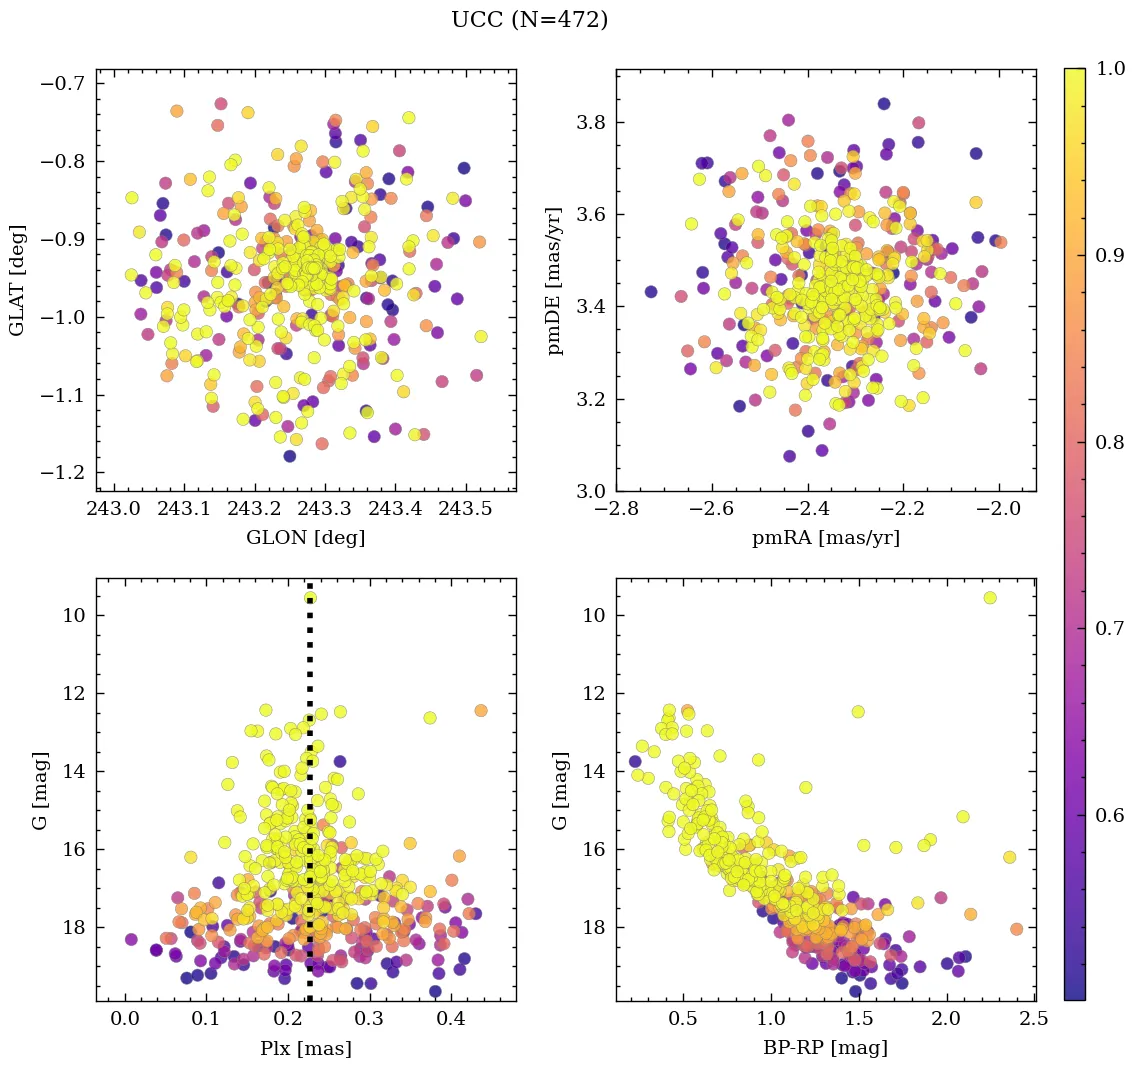 UCC (N=472)
−0.7
−0.8
−0.9
−1.0
−1.1
−1.2
GLAT [deg]
243.0 243.1 243.2 243.3 243.4 243.5
GLON [deg]
3.8
3.6
3.4
3.2
3.0
pmDE [mas/yr]
−2.8 −2.6 −2.4 −2.2 −2.0
pmRA [mas/yr]
1.0
0.9
0.8
0.7
0.6
10
12
14
16
18
G [mag]
0.0 0.1 0.2 0.3 0.4
Plx [mas]
10
12
14
16
18
G [mag]
0.5 1.0 1.5 2.0 2.5
BP-RP [mag]